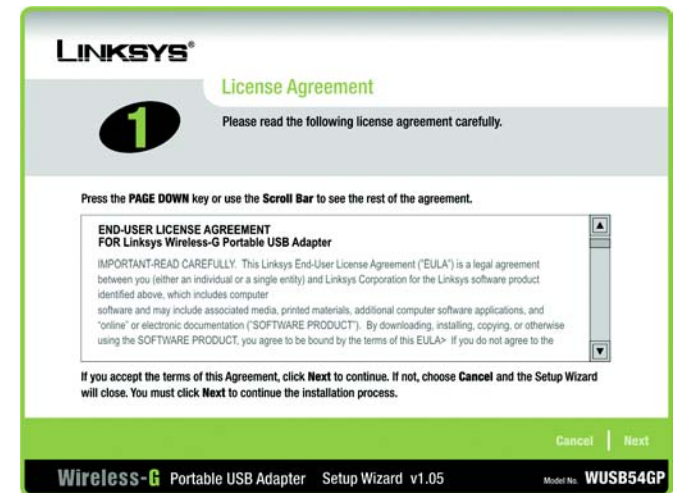 LINKSYS®
License Agreement
1
Please read the following license agreement carefully.
Press the PAGE DOWN key or use the Scroll Bar to see the rest of the agreement.
END-USER LICENSE AGREEMENT
FOR Linksys Wireless-G Portable USB Adapter
IMPORTANT-READ CAREFULLY. This Linksys End-User License Agreement ("EULA") is a legal agreement
between you (either an individual or a single entity) and Linksys Corporation for the Linksys software product
identified above, which includes computer
software and may include associated media, printed materials, additional computer software applications, and
"online" or electronic documentation ("SOFTWARE PRODUCT"). By downloading, installing, copying, or otherwise
using the SOFTWARE PRODUCT, you agree to be bound by the terms of this EULA> If you do not agree to the
If you accept the terms of this Agreement, click Next to continue. If not, choose Cancel and the Setup Wizard
will close. You must click Next to continue the installation process.
Cancel | Next
Wireless-G Portable USB Adapter Setup Wizard v1.05 Model No. WUSB54GP